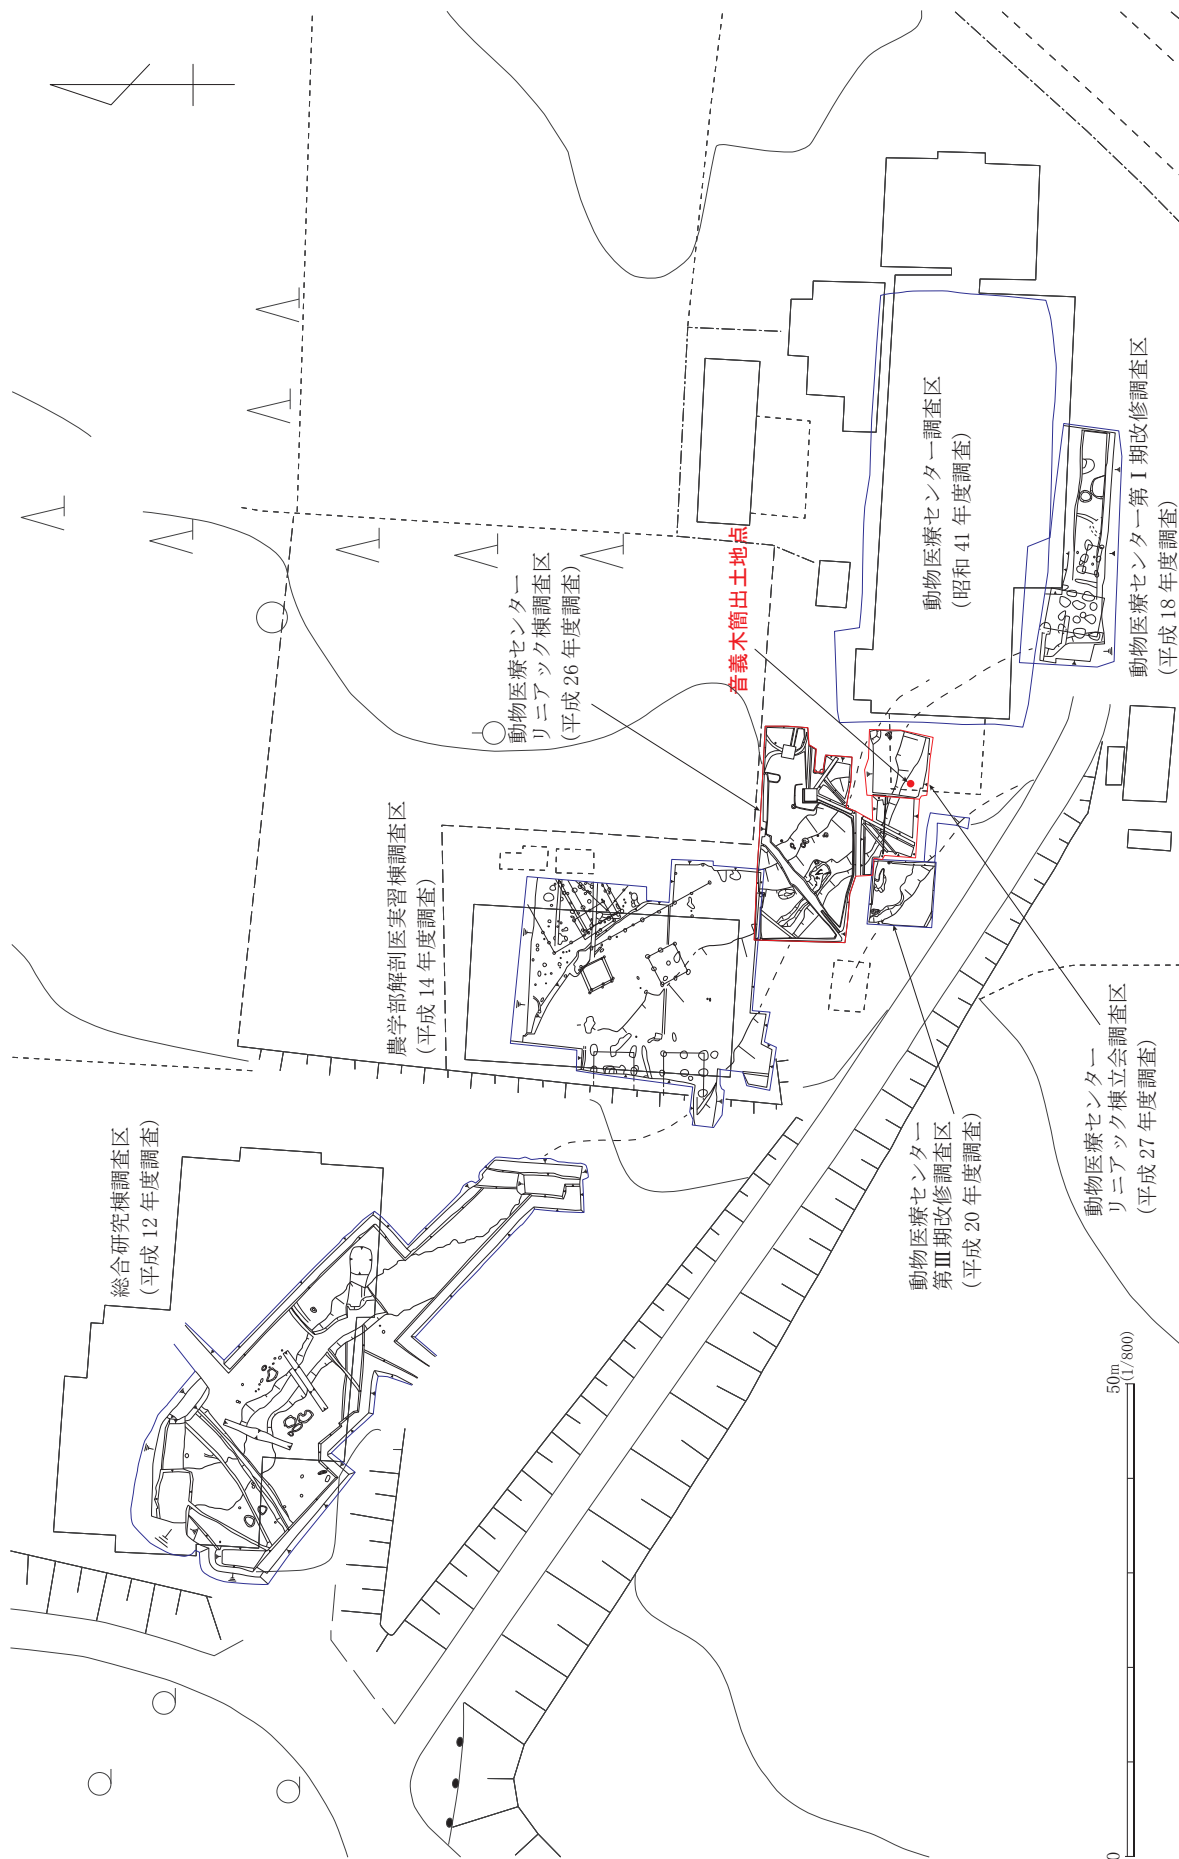 総合研究棟調査区
(平成 12 年度調査)
農学部解剖医実習棟調査区
(平成 14 年度調査)
動物医療センター
リニアック棟調査区
(平成 26 年度調査)
音義木簡出土地点
動物医療センター調査区
(昭和 41 年度調査)
動物医療センター第Ⅰ期改修調査区
(平成 18 年度調査)
動物医療センター
第Ⅲ期改修調査区
(平成 20 年度調査)
動物医療センター
リニアック棟立会調査区
(平成 27 年度調査)
0
50m
(1/800)